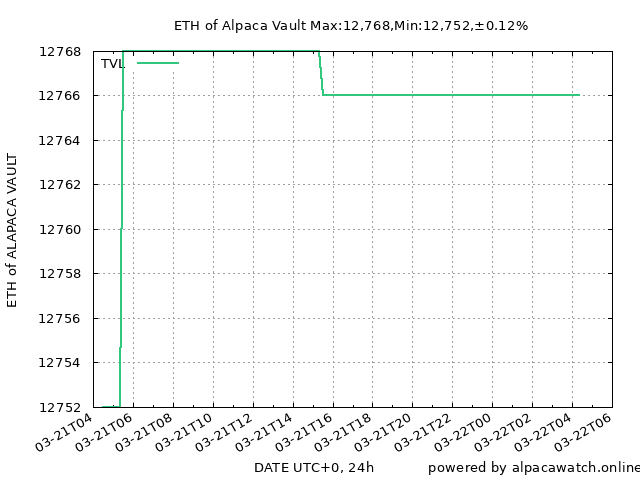 ETH of Alpaca Vault Max:12,768,Min:12,752,±0.12%
TVL
12768
12766
12764
12762
12760
12758
12756
12754
12752
ETH of ALAPACA VAULT
03-21T04
03-21T06
03-21T08
03-21T10
03-21T12
03-21T14
03-21T16
03-21T18
03-21T20
03-21T22
03-22T00
03-22T02
03-22T04
03-22T06
DATE UTC+0, 24h
powered by alpacawatch.online